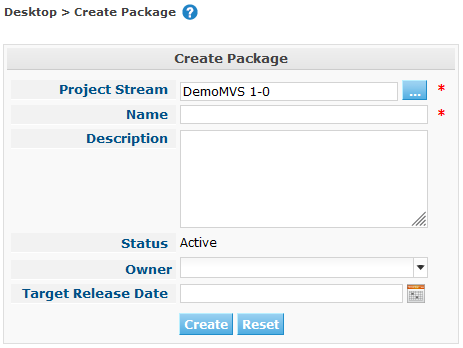 Desktop > Create Package ?
Create Package
Project Stream DemoMVS 1-0 ... *
Name *
Description
Status Active
Owner
Target Release Date
Create Reset